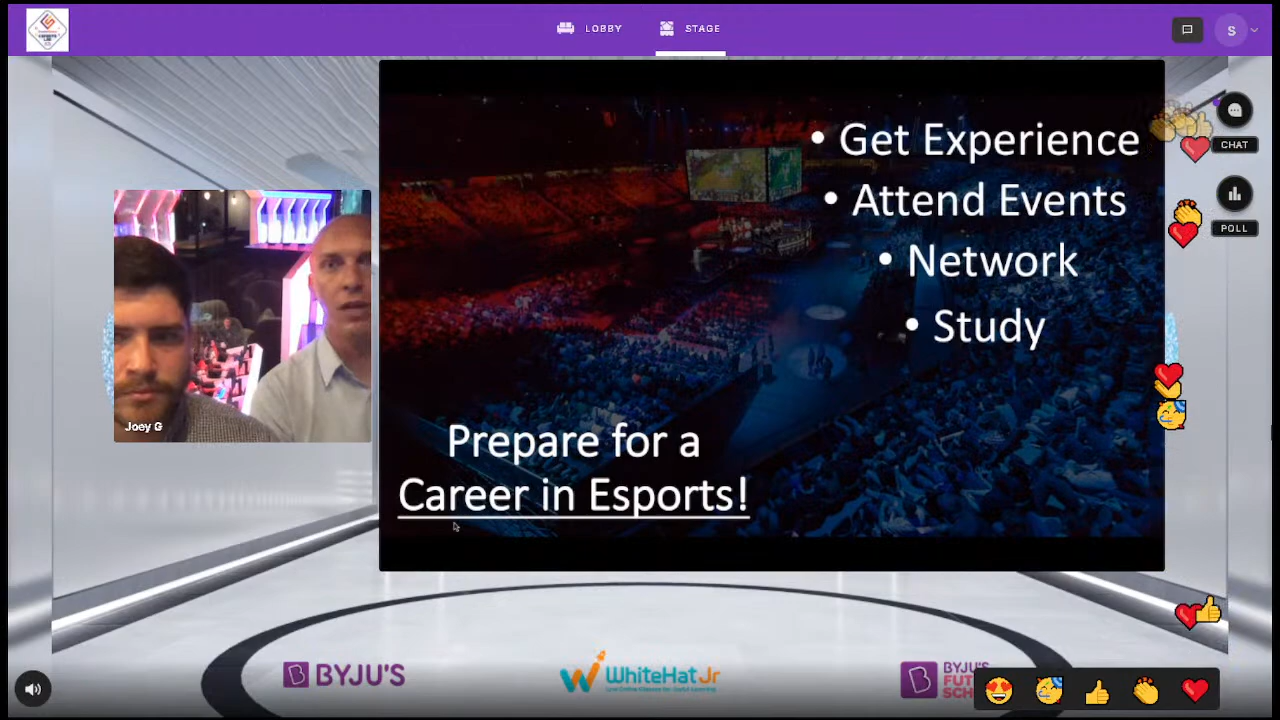 LOBBY
STAGE
S
CHAT
POLL
• Get Experience
• Attend Events
• Network
• Study
Joey G
Prepare for a
Career in Esports!
BYJU'S
WhiteHat Jr
BYJU'S